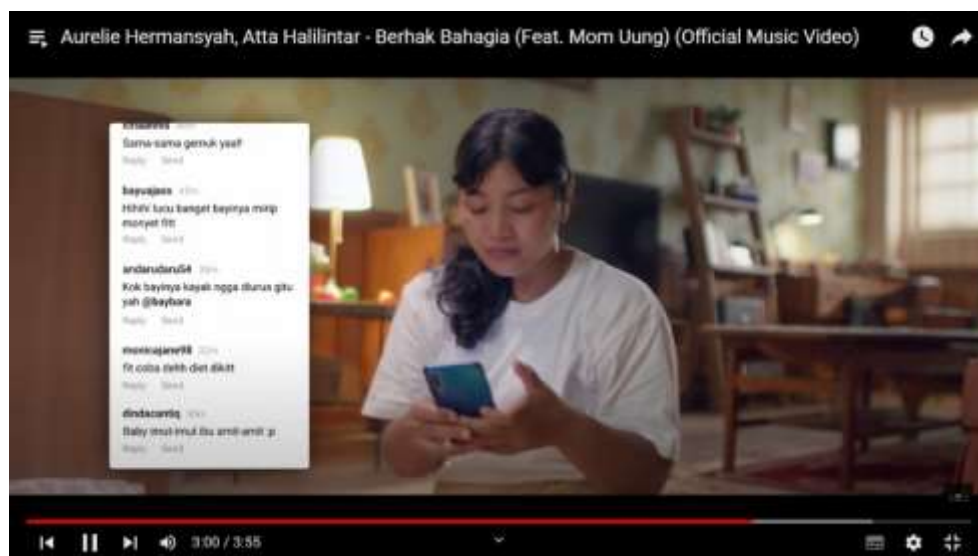 Aurelie Hermansyah, Atta Halilintar - Berhak Bahagia (Feat. Mom Uung) (Official Music Video)
Sama-sama gemuk yaa!!
Reply Send
bayuajass
Hihihi lucu banget bayinya mirip
monyet fitt
Reply Send
andarudaru54
Kok bayinya kayak ngga diurus gitu
yah @baybara
Reply Send
monicajane98
fit coba dehh diet dikitt
Reply Send
dindacantiq
Baby imut-imut ibu amit-amit :p
Reply Send
3:00 / 3:55